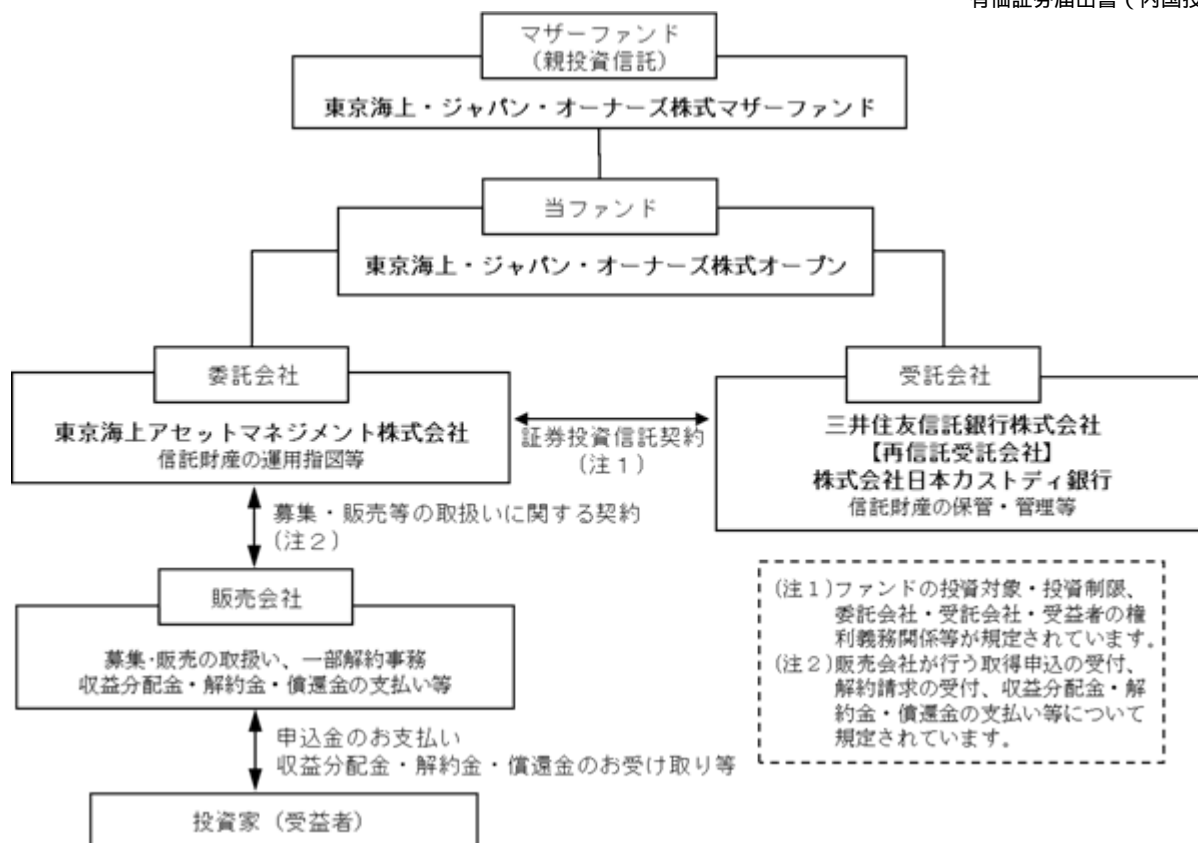 有価証券届出書(内国投
マザーファンド
(親投資信託)
東京海上・ジャパン・オーナーズ株式マザーファンド
当ファンド
東京海上・ジャパン・オーナーズ株式オープン
委託会社
東京海上アセットマネジメント株式会社
信託財産の運用指図等
証券投資信託契約
(注1)
受託会社
三井住友信託銀行株式会社
【再信託受託会社】
株式会社日本カストディ銀行
信託財産の保管・管理等
募集・販売等の取扱いに関する契約
(注2)
販売会社
募集・販売の取扱い、一部解約事務
収益分配金・解約金・償還金の支払い等
(注1)ファンドの投資対象・投資制限、
委託会社・受託会社・受益者の権
利義務関係等が規定されています。
(注2)販売会社が行う取得申込の受付、
解約請求の受付、収益分配金・解
約金・償還金の支払い等について
規定されています。
申込金のお支払い
収益分配金・解約金・償還金のお受け取り等
投資家(受益者)